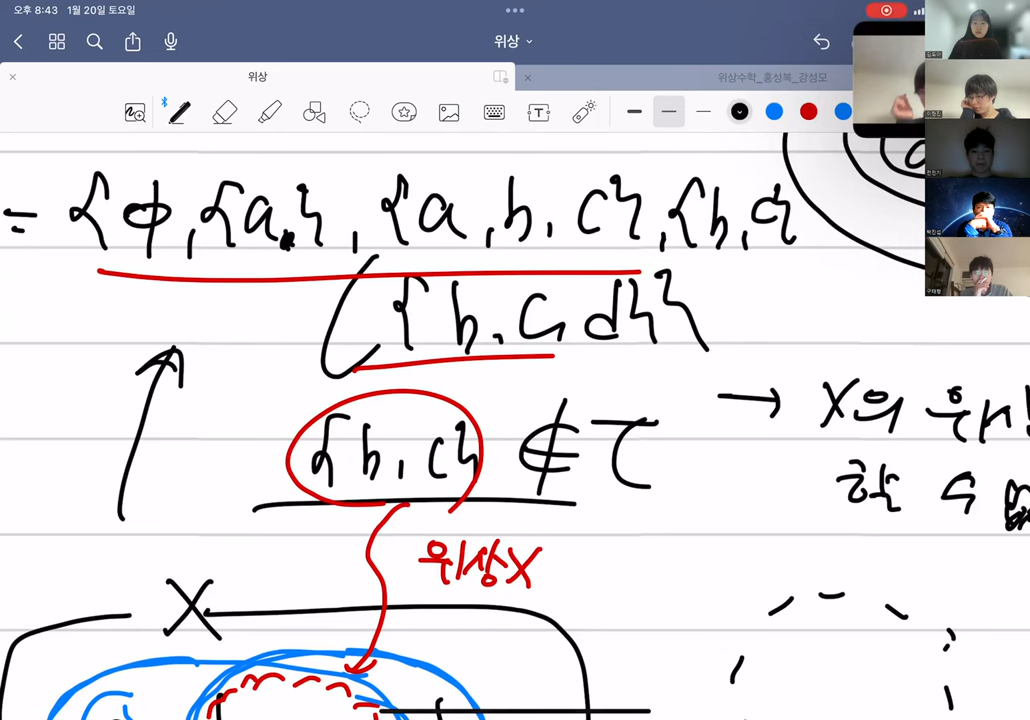 오후 8:43 1월 20일 토요일
위상
위상
위상수학_홍성복_강성모
= {φ, {a}, {a, b, c}, {b, d
{b, c, d}}
{b, c} ∉ τ
→ X의
할 수
위상X
X